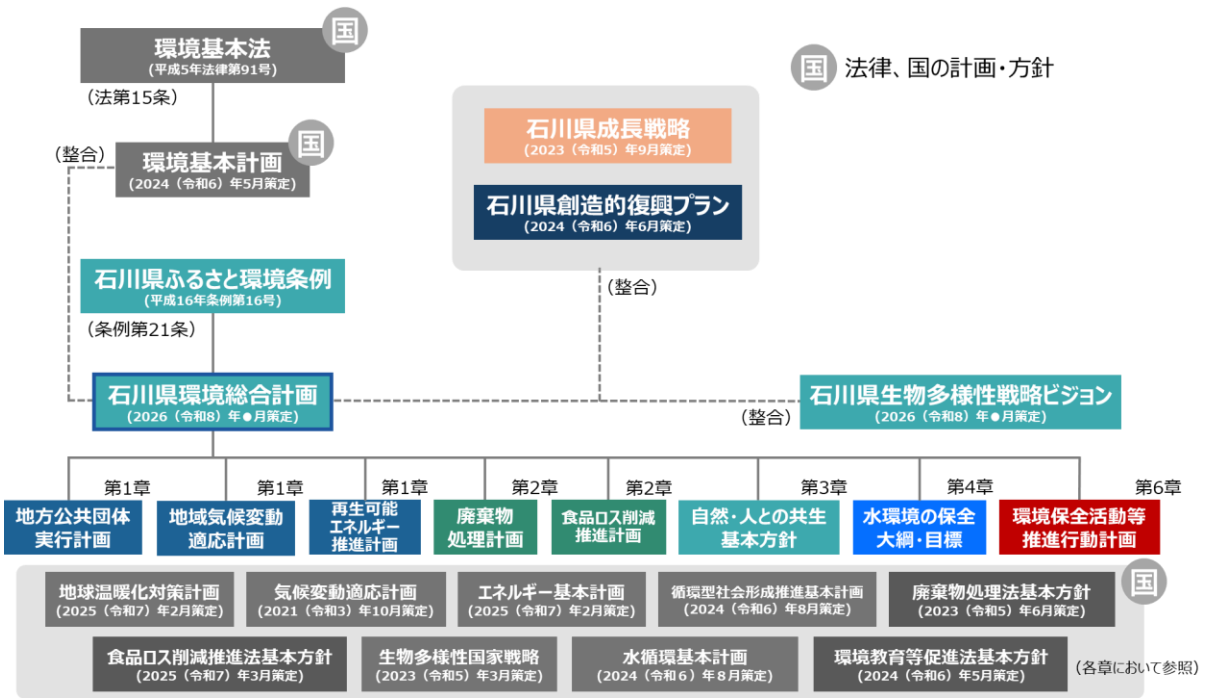 国
環境基本法
(平成5年法律第91号)
国 法律、国の計画・方針
(法第15条)
石川県成長戦略
(2023（令和5）年9月策定)
国
(整合)
環境基本計画
(2024（令和6）年5月策定)
石川県創造的復興プラン
(2024（令和6）年6月策定)
石川県ふるさと環境条例
(平成16年条例第16号)
(整合)
(条例第21条)
石川県環境総合計画
(2026（令和8）年●月策定)
石川県生物多様性戦略ビジョン
(2026（令和8）年●月策定)
(整合)
第1章
第1章
第1章
第2章
第2章
第3章
第4章
第6章
地方公共団体
実行計画
地域気候変動
適応計画
再生可能
エネルギー
推進計画
廃棄物
処理計画
食品ロス削減
推進計画
自然・人との共生
基本方針
水環境の保全
大綱・目標
環境保全活動等
推進行動計画
国
地球温暖化対策計画
(2025（令和7）年2月策定)
気候変動適応計画
(2021（令和3）年10月策定)
エネルギー基本計画
(2025（令和7）年2月策定)
循環型社会形成推進基本計画
(2024（令和6）年8月策定)
廃棄物処理法基本方針
(2023（令和5）年6月策定)
食品ロス削減推進法基本方針
(2025（令和7）年3月策定)
生物多様性国家戦略
(2023（令和5）年3月策定)
水循環基本計画
(2024（令和６）年８月策定)
環境教育等促進法基本方針
(2024（令和6）年5月策定)
(各章において参照)